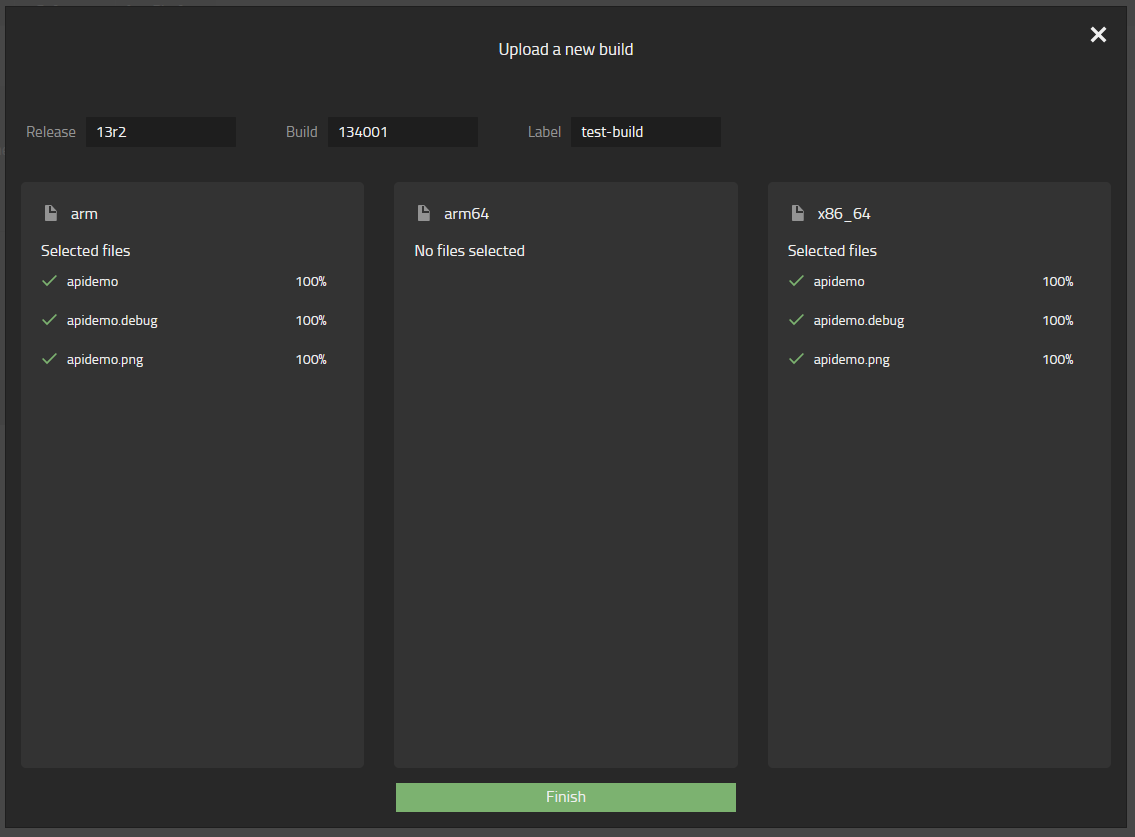 Upload a new build
Release 13r2 Build 134001 Label test-build
arm
Selected files
apidemo 100%
apidemo.debug 100%
apidemo.png 100%
arm64
No files selected
x86_64
Selected files
apidemo 100%
apidemo.debug 100%
apidemo.png 100%
Finish